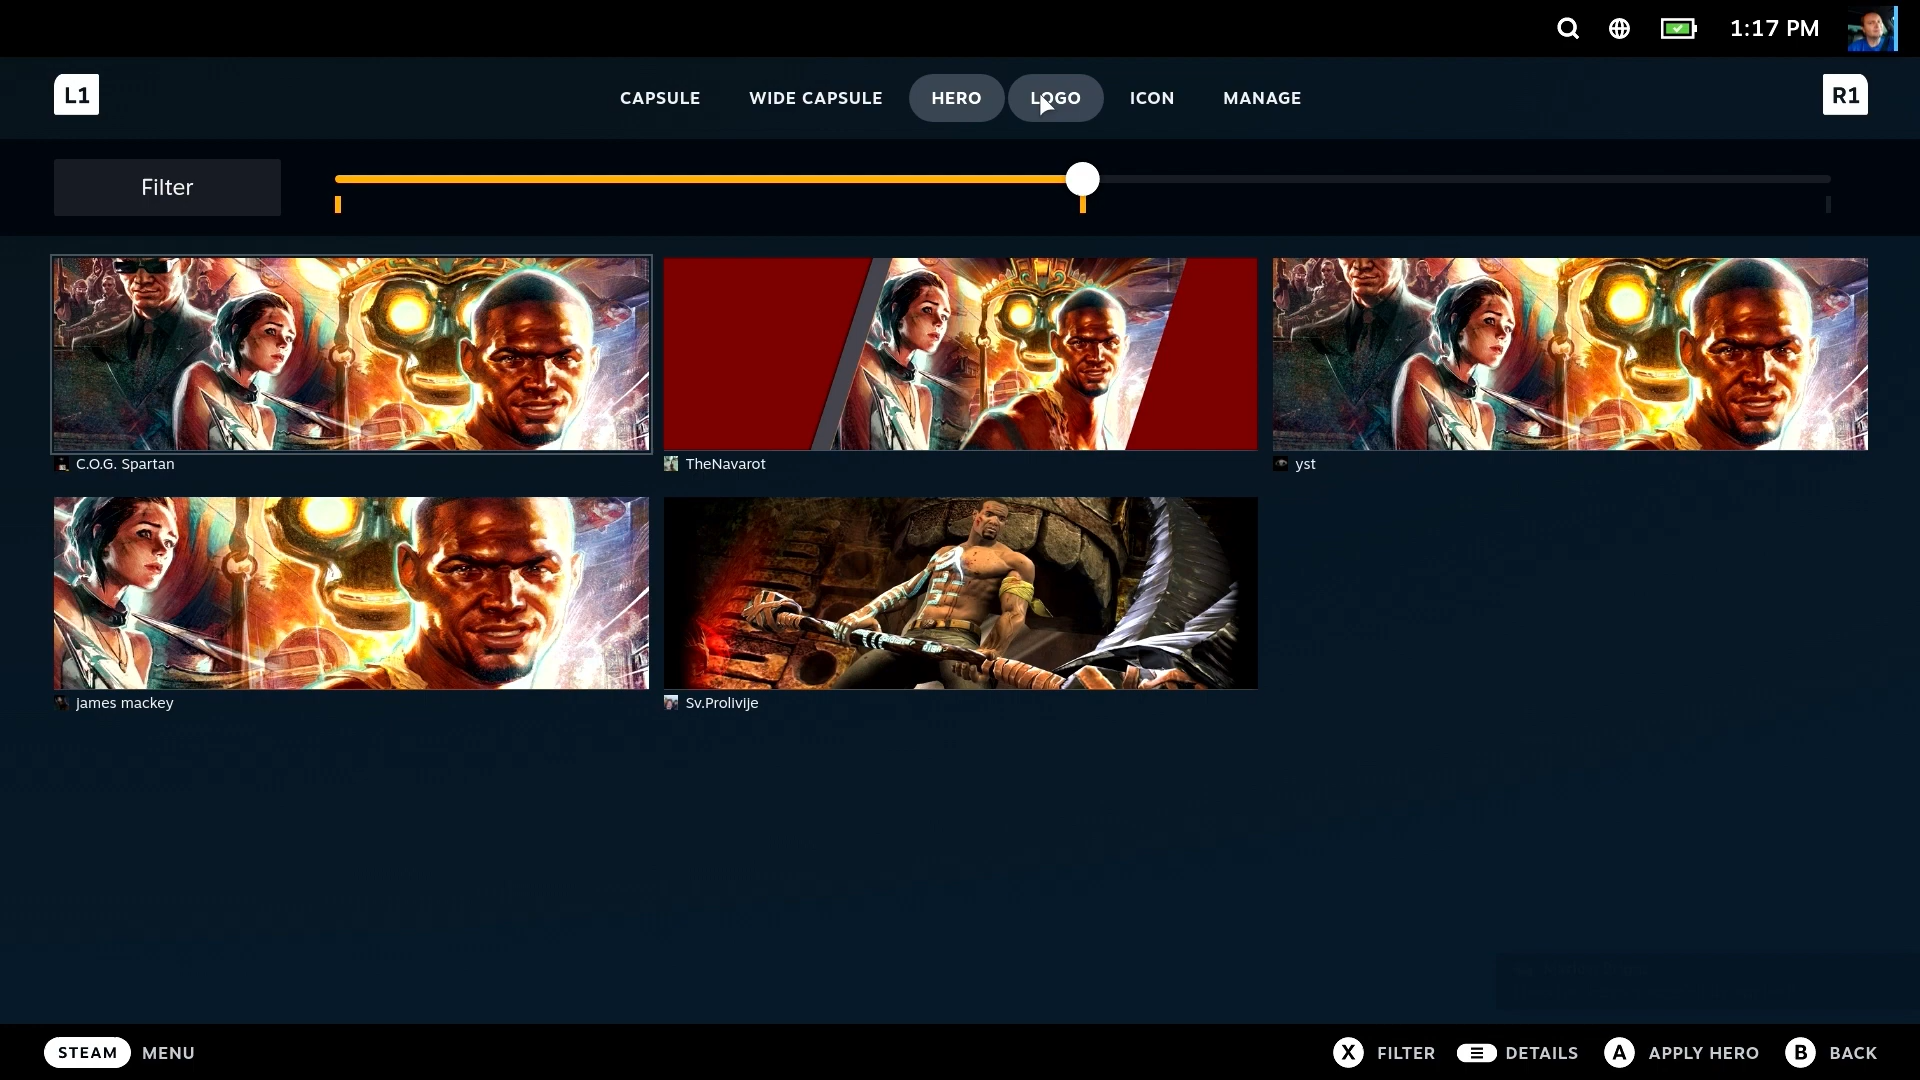 1:17 PM
L1
CAPSULE
WIDE CAPSULE
HERO
LOGO
ICON
MANAGE
R1
Filter
C.O.G. Spartan
TheNavarot
yst
james mackey
Sv.Prolivije
STEAM MENU
X FILTER
DETAILS
A APPLY HERO
B BACK